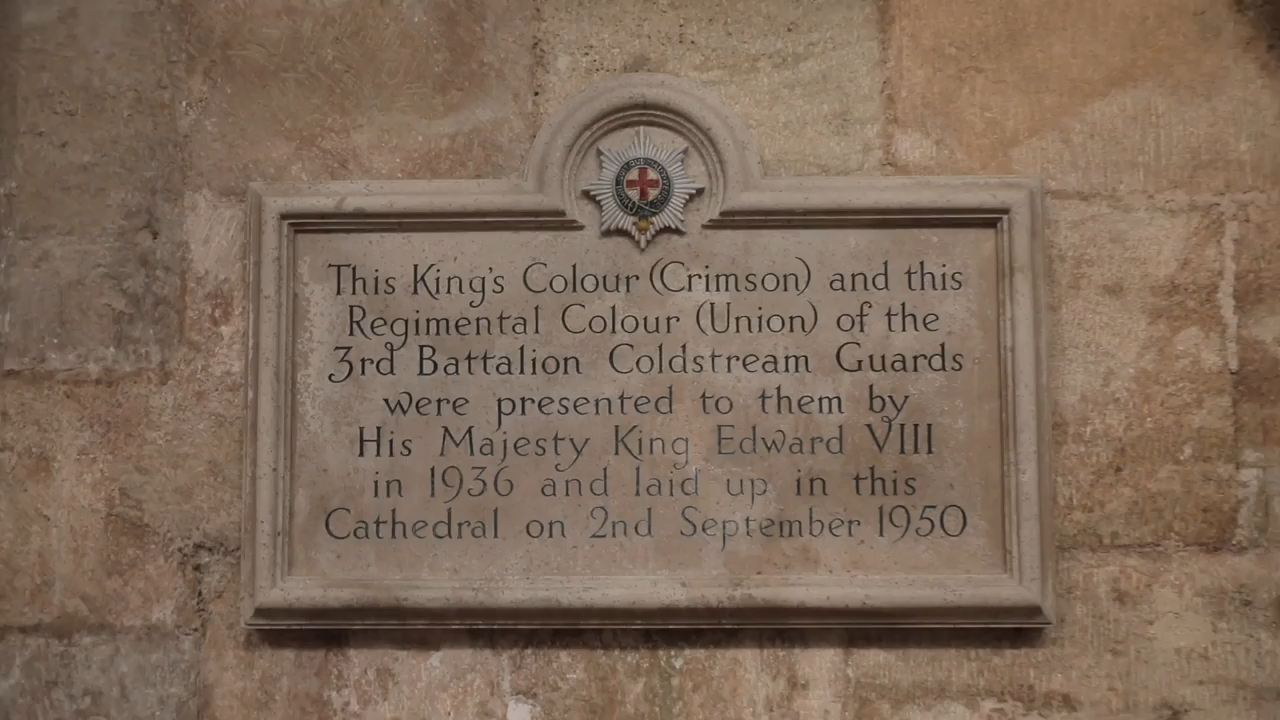 This King's Colour (Crimson) and this
Regimental Colour (Union) of the
3rd Battalion Coldstream Guards
were presented to them by
His Majesty King Edward VIII
in 1936 and laid up in this
Cathedral on 2nd September 1950